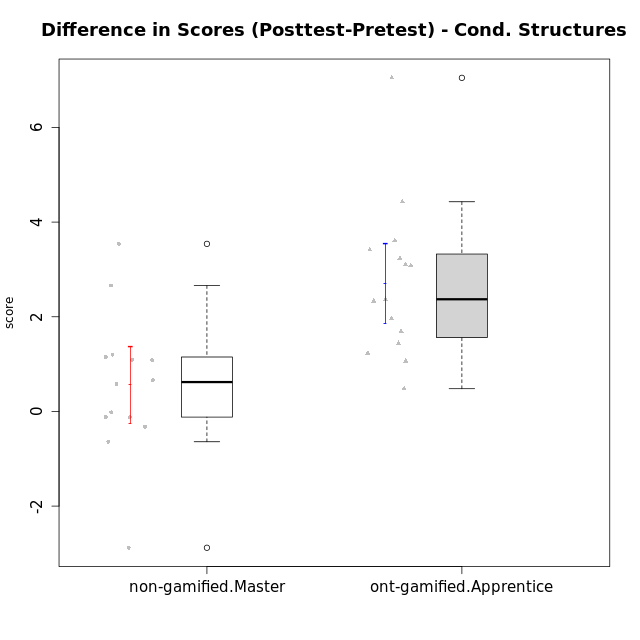 Difference in Scores (Posttest-Pretest) - Cond. Structures
6
4
2
0
-2
score
non-gamified.Master
ont-gamified.Apprentice